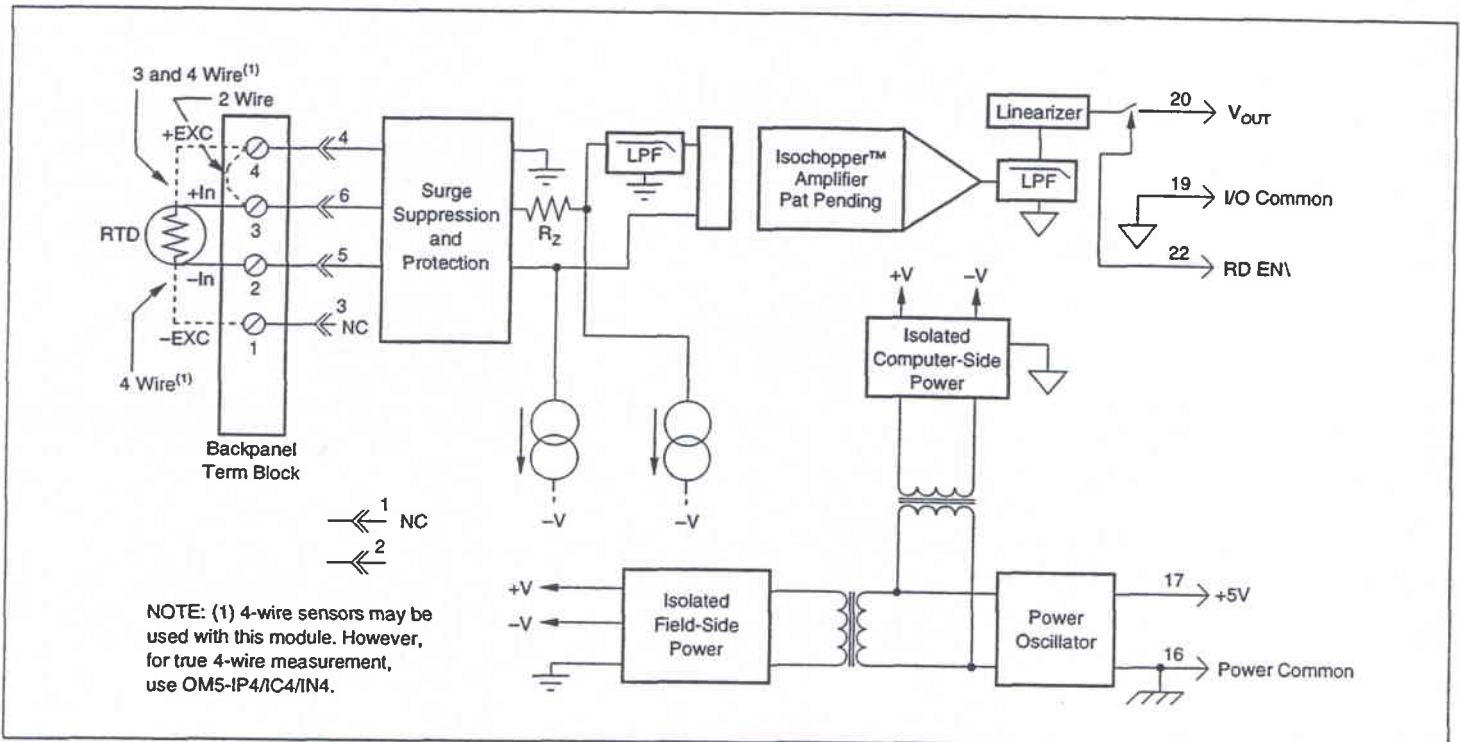 3 and 4 Wire(1)
2 Wire
+EXC
4
4
+In
3
6
RTD
–In
2
5
3
NC
–EXC
1
4 Wire(1)
Backpanel
Term Block
1
NC
2
NOTE: (1) 4-wire sensors may be
used with this module. However,
for true 4-wire measurement,
use OM5-IP4/IC4/IN4.
Surge
Suppression
and
Protection
RZ
LPF
–V
–V
Isochopper™
Amplifier
Pat Pending
Linearizer
LPF
20
VOUT
19
I/O Common
22
RD EN\
+V
–V
Isolated
Computer-Side
Power
+V
–V
Isolated
Field-Side
Power
Power
Oscillator
17
+5V
16
Power Common